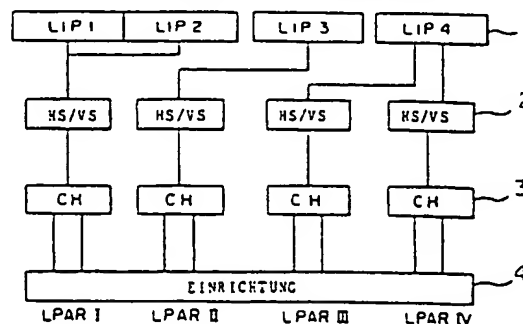 LIP 1 LIP 2 LIP 3 LIP 4
HS/VS HS/VS HS/VS HS/VS 2
CH CH CH CH 3
EINRICHTUNG 4
LPAR I LPAR II LPAR III LPAR IV